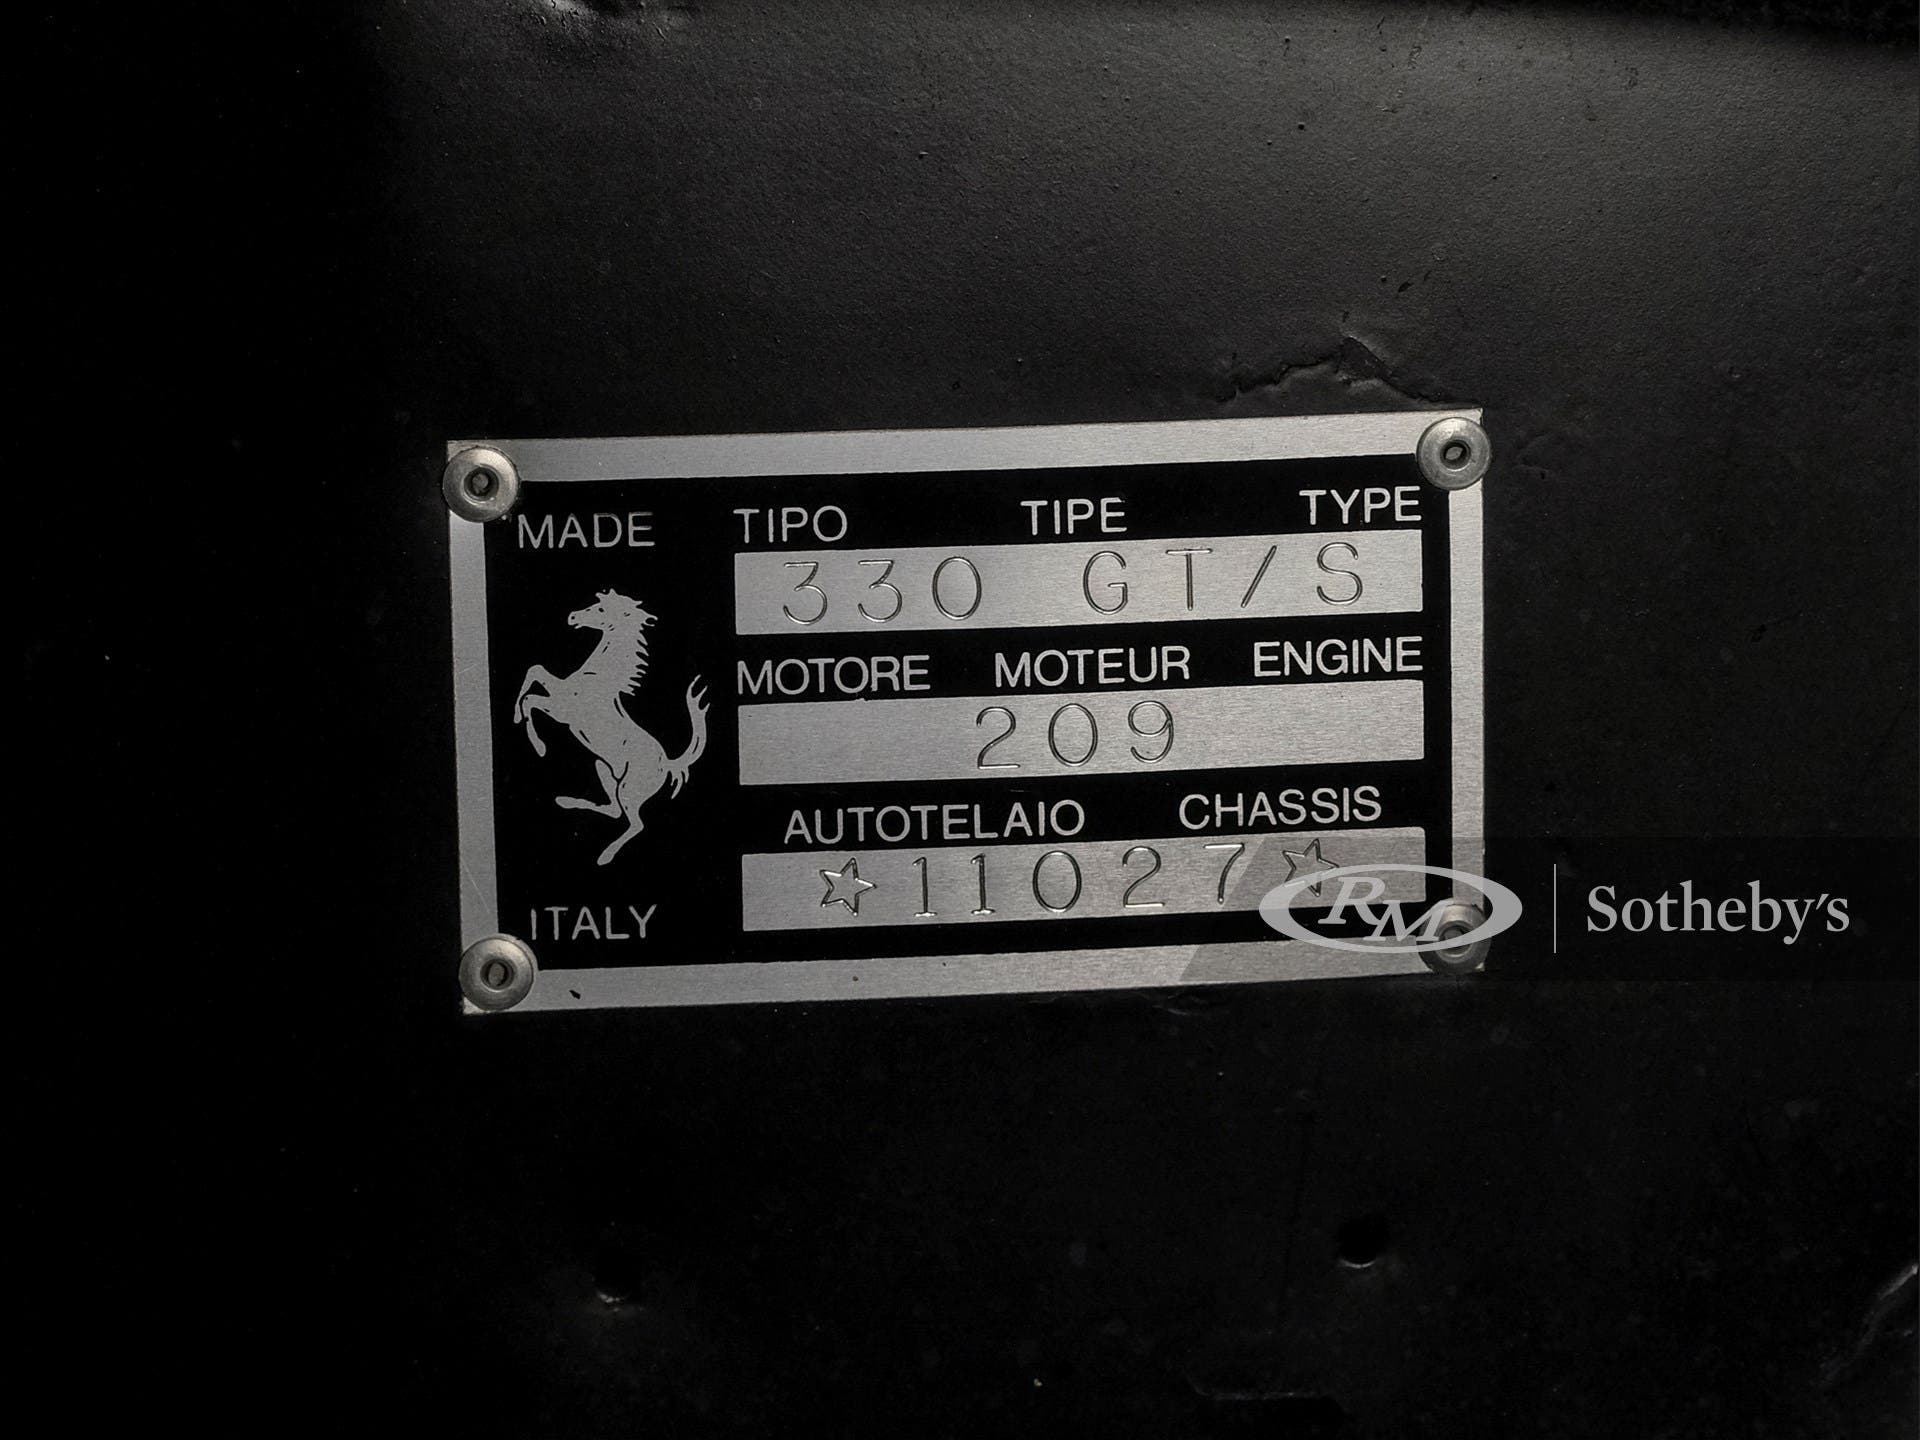 MADE
TIPO TIPE TYPE
330 GT/S
MOTORE MOTEUR ENGINE
209
AUTOTELAIO CHASSIS
☆11027☆
ITALY
RM Sotheby's